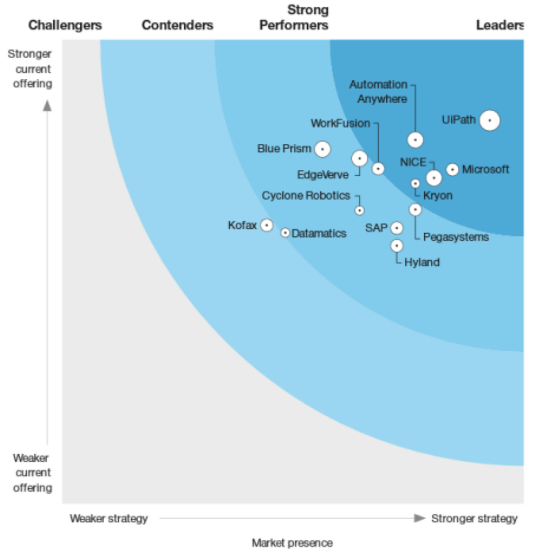 Challengers
Contenders
Strong
Performers
Leaders
Stronger
current
offering
Automation
Anywhere
UiPath
WorkFusion
Blue Prism
NICE
Microsoft
EdgeVerve
Kryon
Cyclone Robotics
Kofax
Datamatics
SAP
Pegasystems
Hyland
Weaker
current
offering
Weaker strategy
Stronger strategy
Market presence